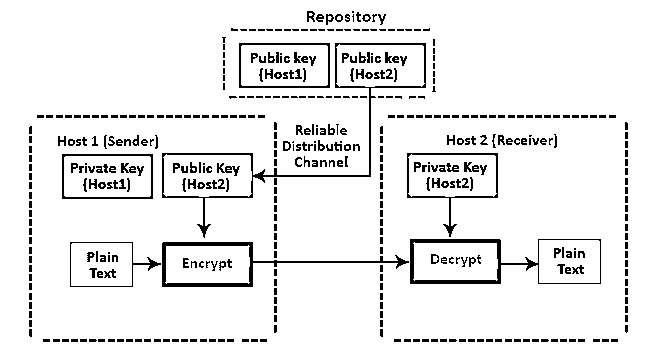 Repository
Public key
{Host1)
Public key
{Host2)
Reliable
Distribution
Channel
Host 1 (Sender)
Private Key
{Host1)
Public Key
{Host2)
Plain
Text
Encrypt
Host 2 {Receiver)
Private Key
{Host2)
Decrypt
Plain
Text